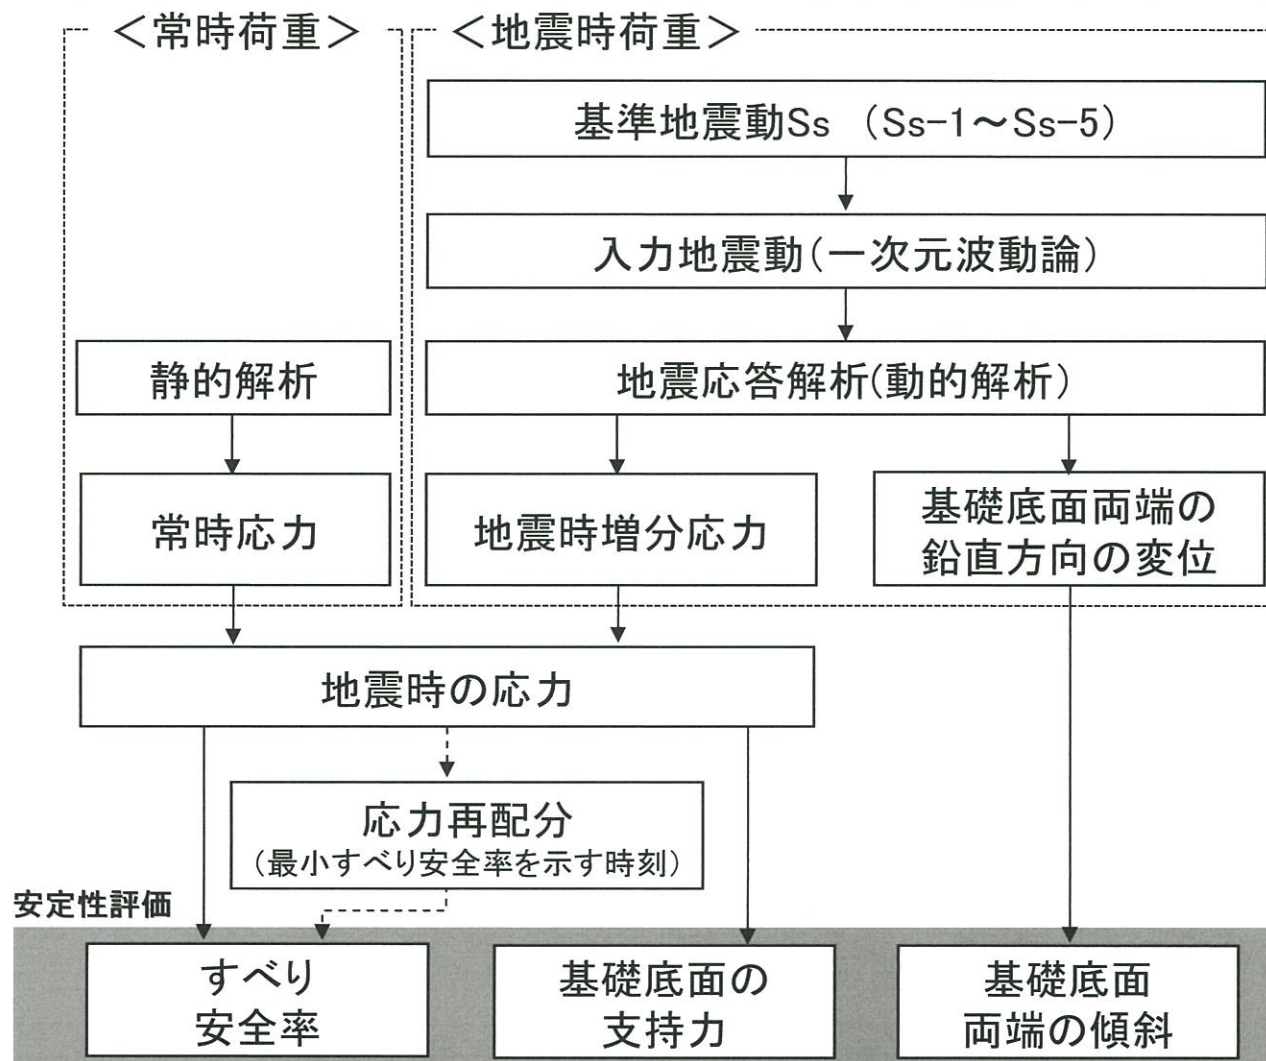 ＜常時荷重＞
＜地震時荷重＞
基準地震動Ss （Ss-1～Ss-5）
入力地震動（一次元波動論）
静的解析
地震応答解析(動的解析）
常時応力
地震時増分応力
基礎底面両端の
鉛直方向の変位
地震時の応力
応力再配分
（最小すべり安全率を示す時刻）
安定性評価
すべり
安全率
基礎底面の
支持力
基礎底面
両端の傾斜